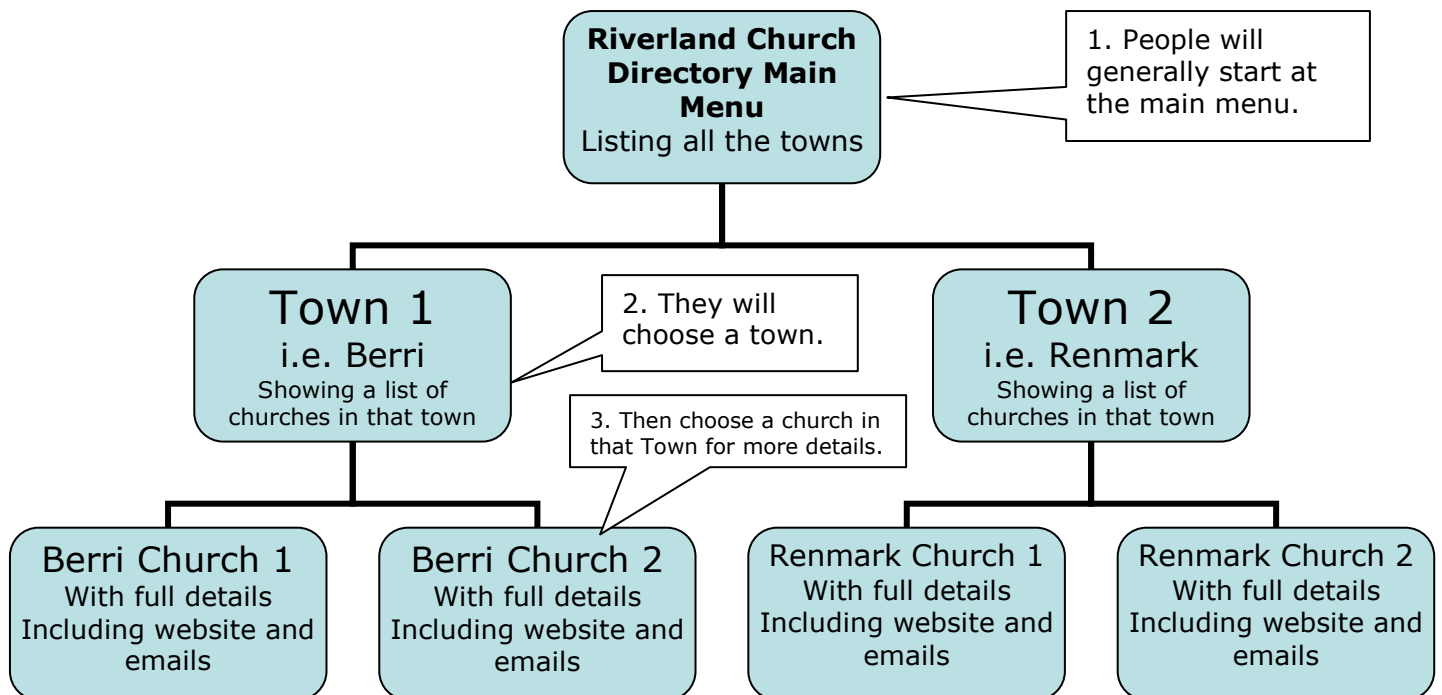 Riverland Church
Directory Main
Menu
Listing all the towns
1. People will
generally start at
the main menu.
Town 1
i.e. Berri
Showing a list of
churches in that town
2. They will
choose a town.
Town 2
i.e. Renmark
Showing a list of
churches in that town
3. Then choose a church in
that Town for more details.
Berri Church 1
With full details
Including website and
emails
Berri Church 2
With full details
Including website and
emails
Renmark Church 1
With full details
Including website and
emails
Renmark Church 2
With full details
Including website and
emails